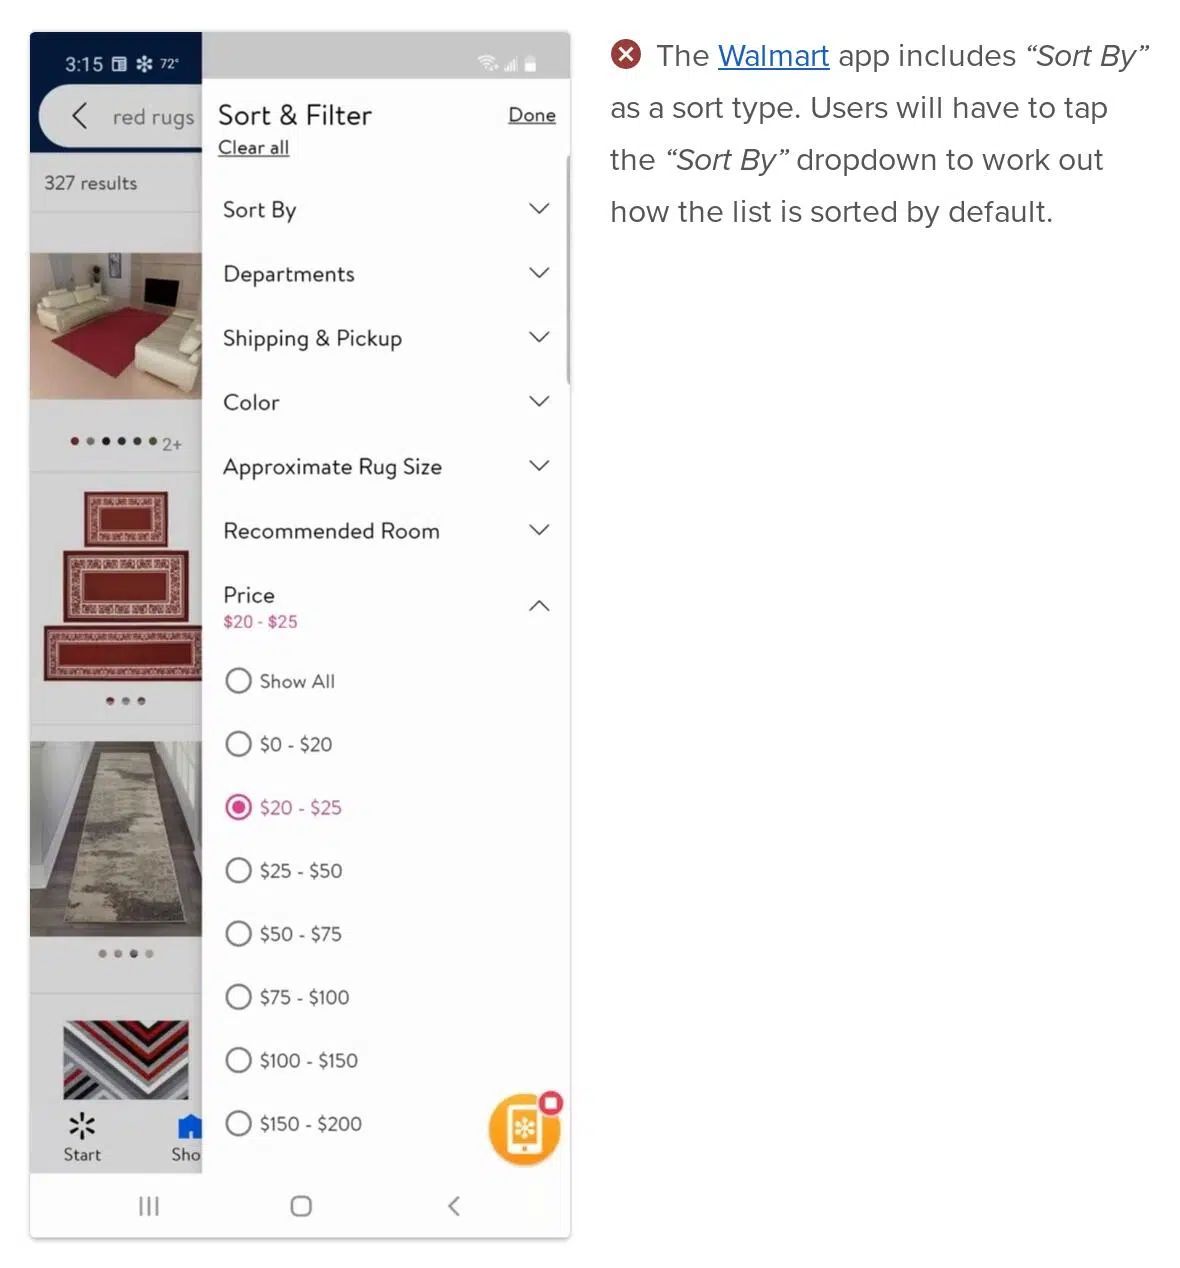 3:15 72°
red rugs
327 results
2+
Start
Sho
Sort & Filter
Done
Clear all
Sort By
Departments
Shipping & Pickup
Color
Approximate Rug Size
Recommended Room
Price
$20 - $25
Show All
$0 - $20
$20 - $25
$25 - $50
$50 - $75
$75 - $100
$100 - $150
$150 - $200
The Walmart app includes “Sort By”
as a sort type. Users will have to tap
the “Sort By” dropdown to work out
how the list is sorted by default.